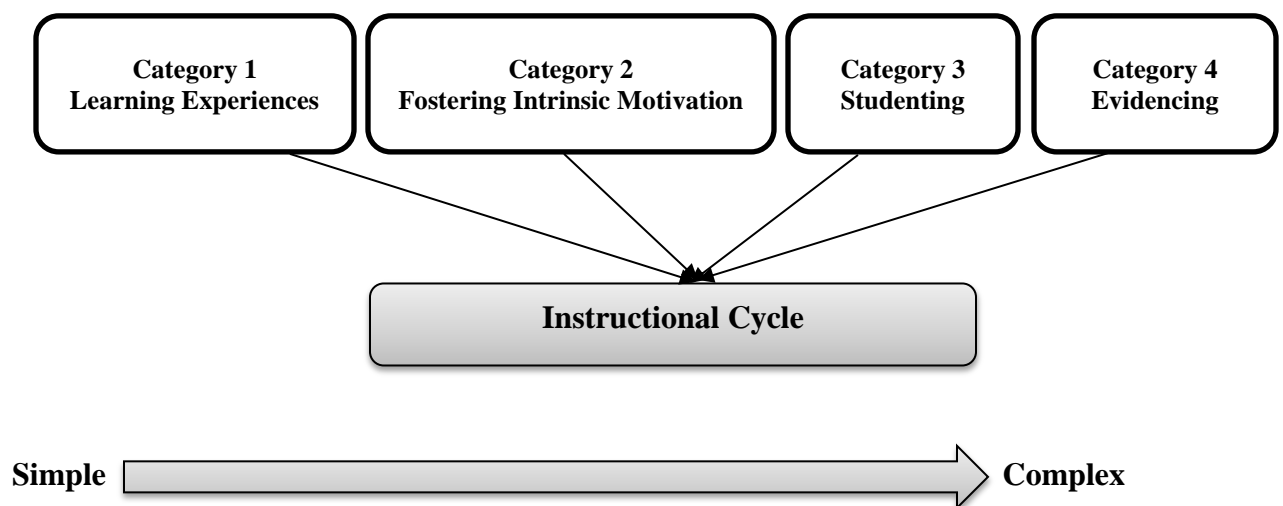 Category 1
Learning Experiences
Category 2
Fostering Intrinsic Motivation
Category 3
Studenting
Category 4
Evidencing
Instructional Cycle
Simple
Complex